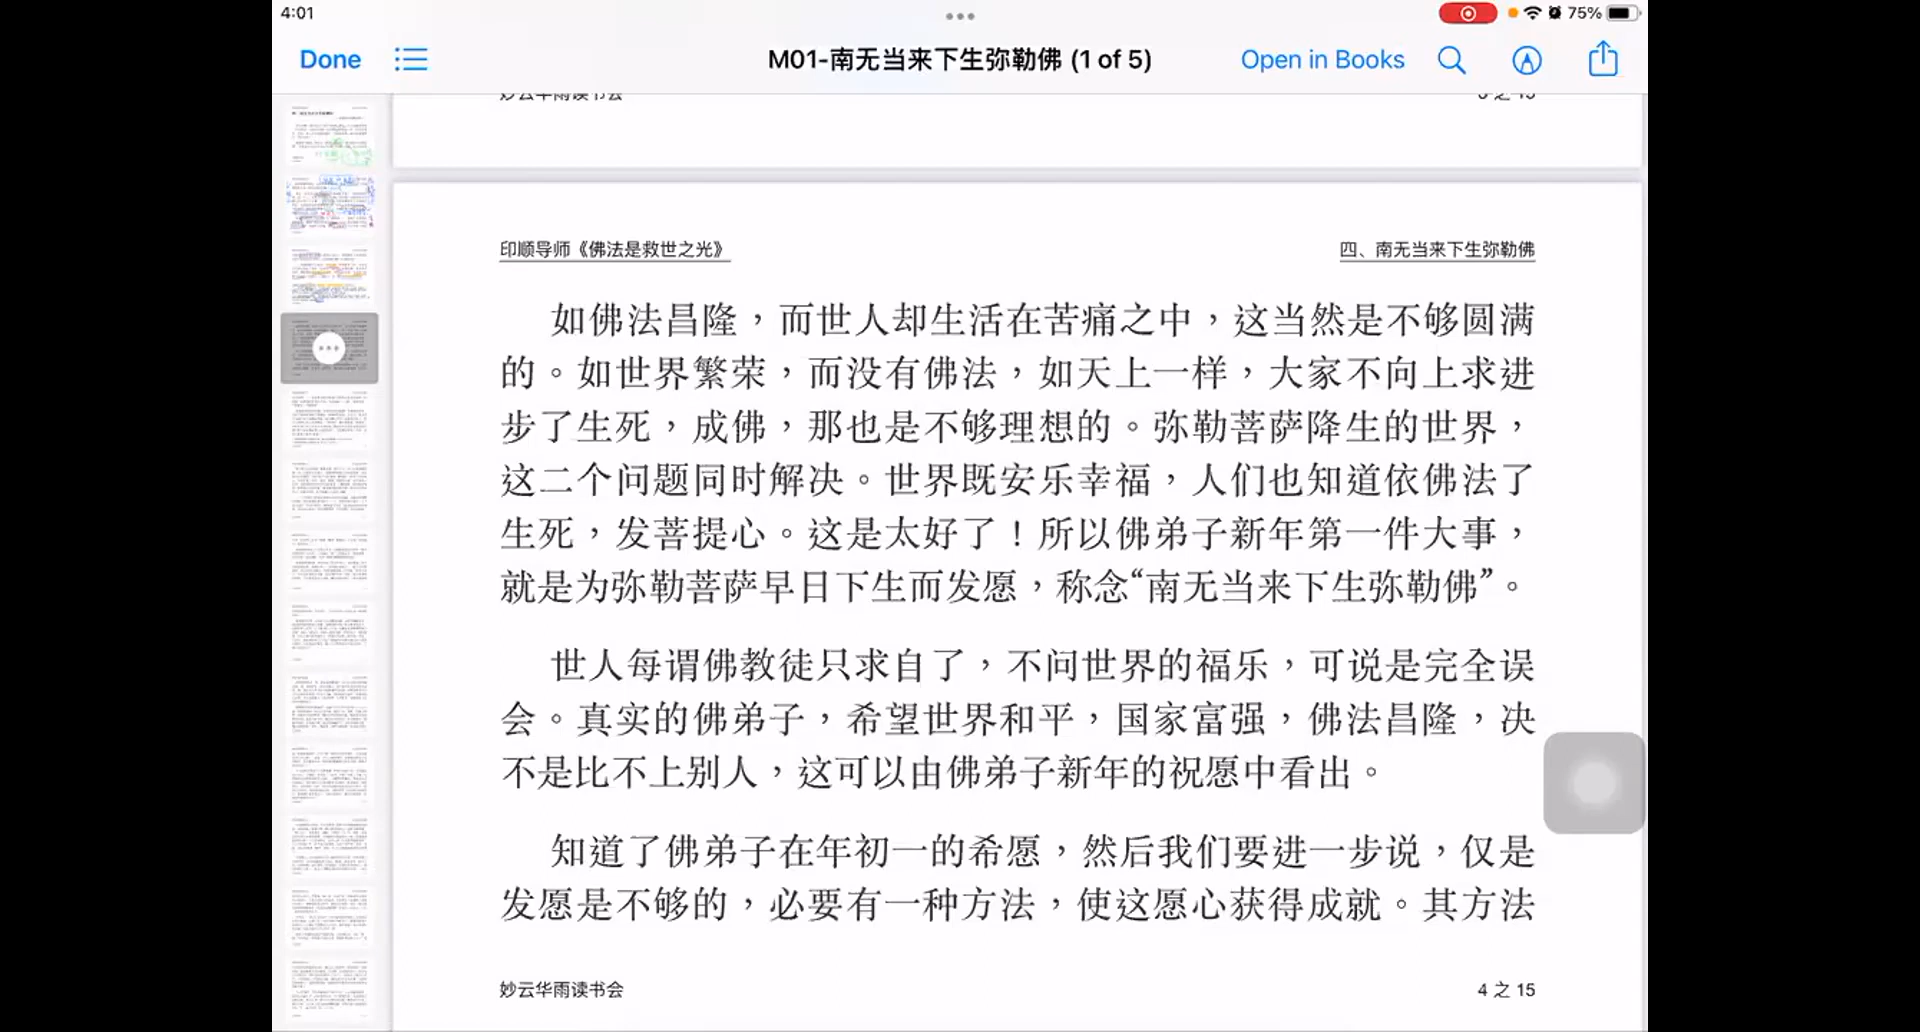 4:01
75%
Done
M01-南无当来下生弥勒佛 (1 of 5)
Open in Books
妙云华雨读书会
3 之 15
印顺导师《佛法是救世之光》
四、南无当来下生弥勒佛
如佛法昌隆，而世人却生活在苦痛之中，这当然是不够圆满
的。如世界繁荣，而没有佛法，如天上一样，大家不向上求进
步了生死，成佛，那也是不够理想的。弥勒菩萨降生的世界，
这二个问题同时解决。世界既安乐幸福，人们也知道依佛法了
生死，发菩提心。这是太好了！所以佛弟子新年第一件大事，
就是为弥勒菩萨早日下生而发愿，称念“南无当来下生弥勒佛”。
世人每谓佛教徒只求自了，不问世界的福乐，可说是完全误
会。真实的佛弟子，希望世界和平，国家富强，佛法昌隆，决
不是比不上别人，这可以由佛弟子新年的祝愿中看出。
知道了佛弟子在年初一的希愿，然后我们要进一步说，仅是
发愿是不够的，必要有一种方法，使这愿心获得成就。其方法
妙云华雨读书会
4 之 15